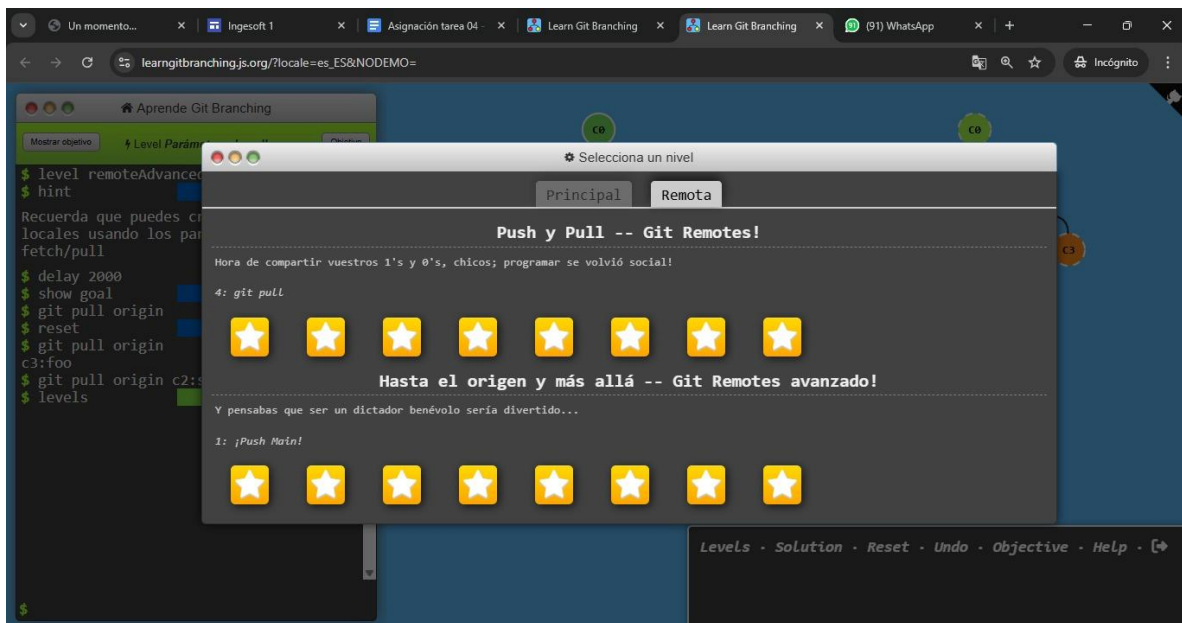 Un momento...
Ingesoft 1
Asignación tarea 04 -
Learn Git Branching
Learn Git Branching
(91) WhatsApp
learngitbranching.js.org/?locale=es_ES&NODEMO=
Incógnito
Aprende Git Branching
Mostrar objetivo
Level
C0
C0
Selecciona un nivel
$ level remoteAdvanced
$ hint
Principal
Remota
Recuerda que puedes
locales usando los
fetch/pull
Push y Pull -- Git Remotes!
C3
Hora de compartir vuestros 1's y 0's, chicos; programar se volvió social!
$ delay 2000
$ show goal
4: git pull
$ git pull origin
$ reset
$ git pull origin
c3:foo
$ git pull origin c2:
$ levels
Hasta el origen y más allá -- Git Remotes avanzado!
Y pensabas que ser un dictador benévolo sería divertido...
1: ¡Push Main!
Levels · Solution · Reset · Undo · Objective · Help ·
$